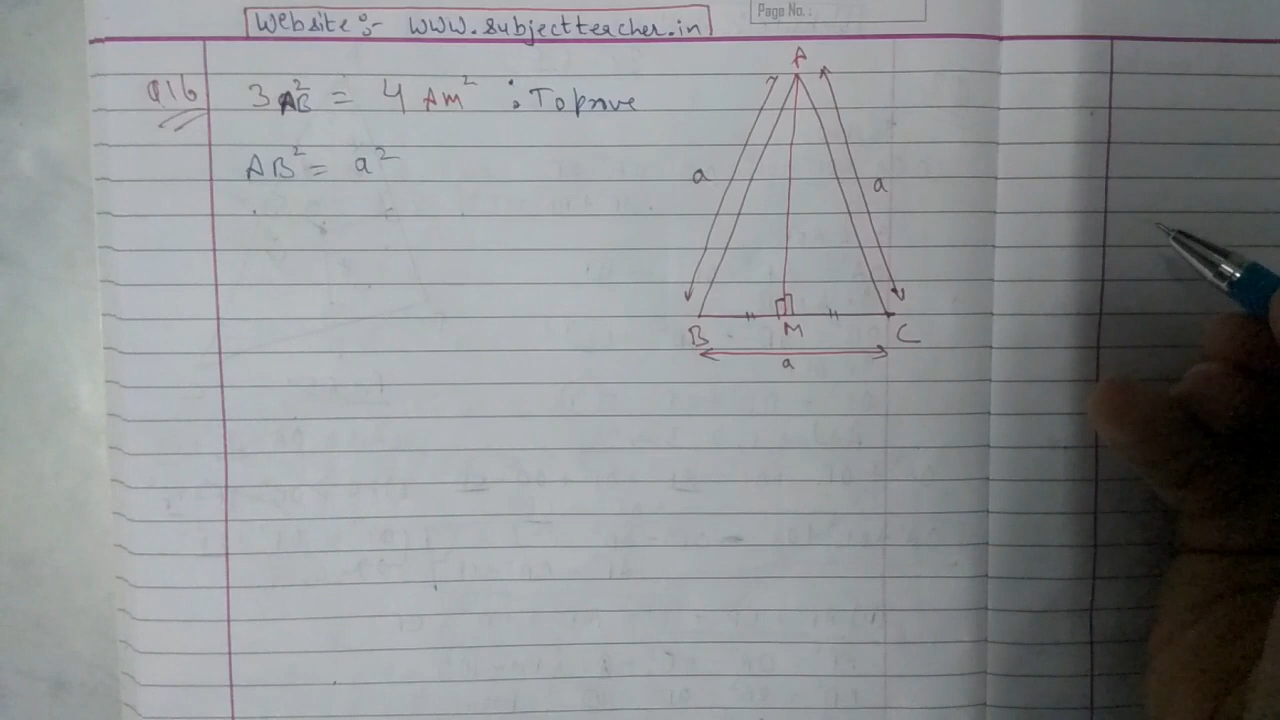 Website :- www.subjectteacher.in
Page No.:
Q16
3AB² = 4AM² : To prove
AB² = a²
A
a
a
B
M
C
a